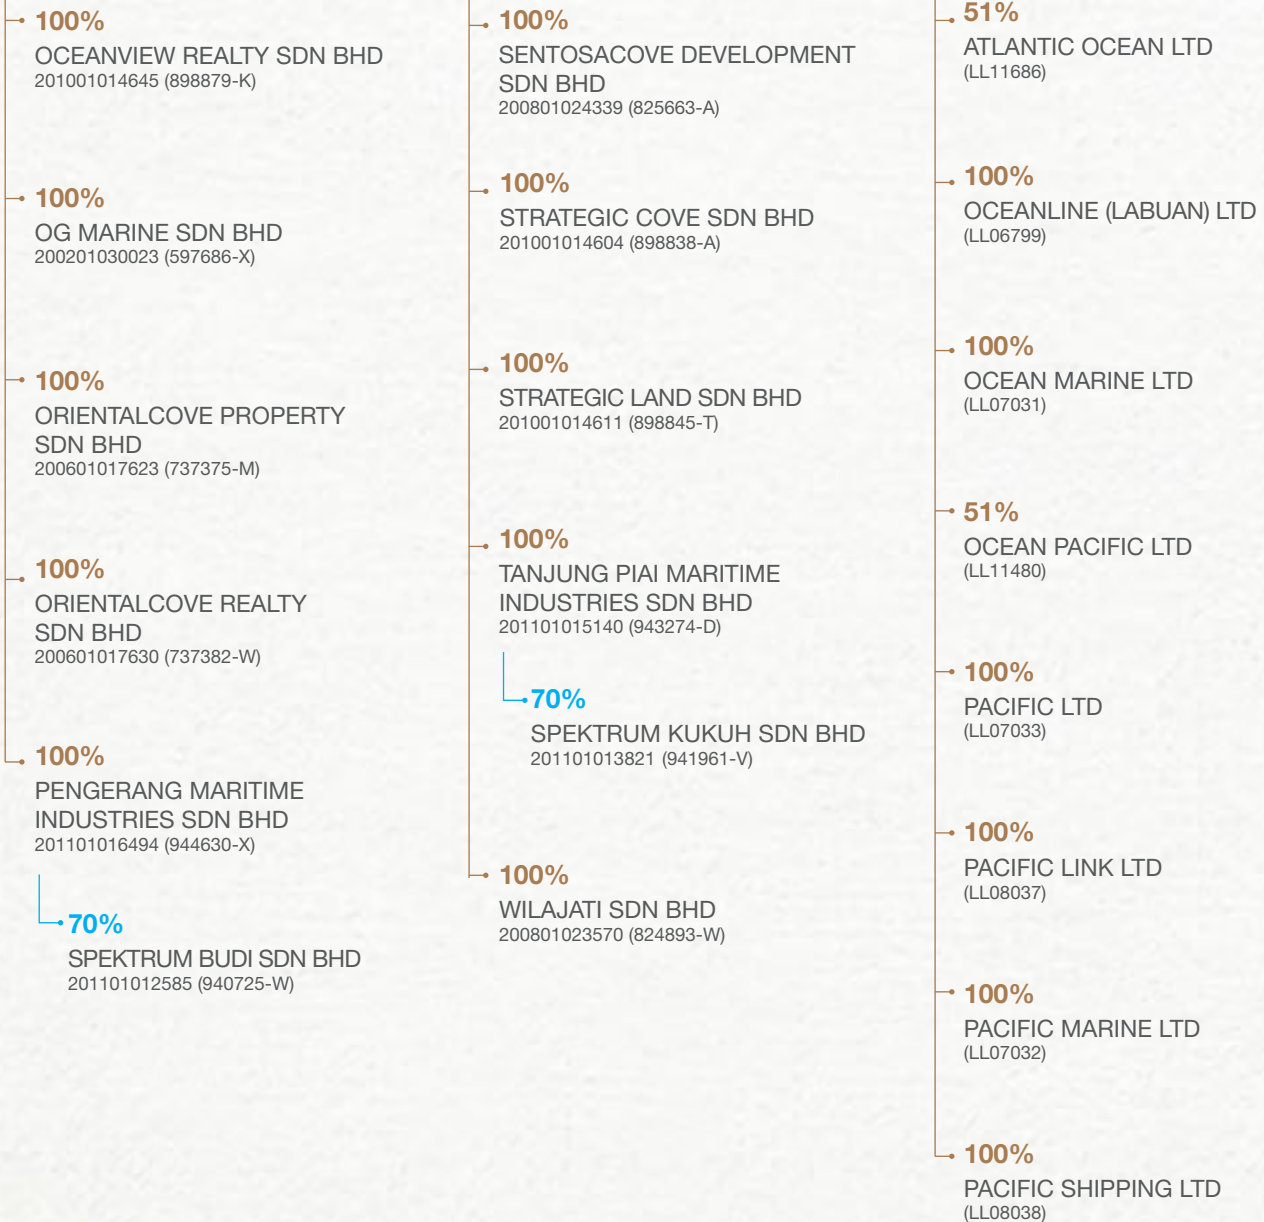 100%
OCEANVIEW REALTY SDN BHD
201001014645 (898879-K)
100%
OG MARINE SDN BHD
200201030023 (597686-X)
100%
ORIENTALCOVE PROPERTY
SDN BHD
200601017623 (737375-M)
100%
ORIENTALCOVE REALTY
SDN BHD
200601017630 (737382-W)
100%
PENGERANG MARITIME
INDUSTRIES SDN BHD
201101016494 (944630-X)
70%
SPEKTRUM BUDI SDN BHD
201101012585 (940725-W)
100%
SENTOSACOVE DEVELOPMENT
SDN BHD
200801024339 (825663-A)
100%
STRATEGIC COVE SDN BHD
201001014604 (898838-A)
100%
STRATEGIC LAND SDN BHD
201001014611 (898845-T)
100%
TANJUNG PIAI MARITIME
INDUSTRIES SDN BHD
201101015140 (943274-D)
70%
SPEKTRUM KUKUH SDN BHD
201101013821 (941961-V)
100%
WILAJATI SDN BHD
200801023570 (824893-W)
51%
ATLANTIC OCEAN LTD
(LL11686)
100%
OCEANLINE (LABUAN) LTD
(LL06799)
100%
OCEAN MARINE LTD
(LL07031)
51%
OCEAN PACIFIC LTD
(LL11480)
100%
PACIFIC LTD
(LL07033)
100%
PACIFIC LINK LTD
(LL08037)
100%
PACIFIC MARINE LTD
(LL07032)
100%
PACIFIC SHIPPING LTD
(LL08038)